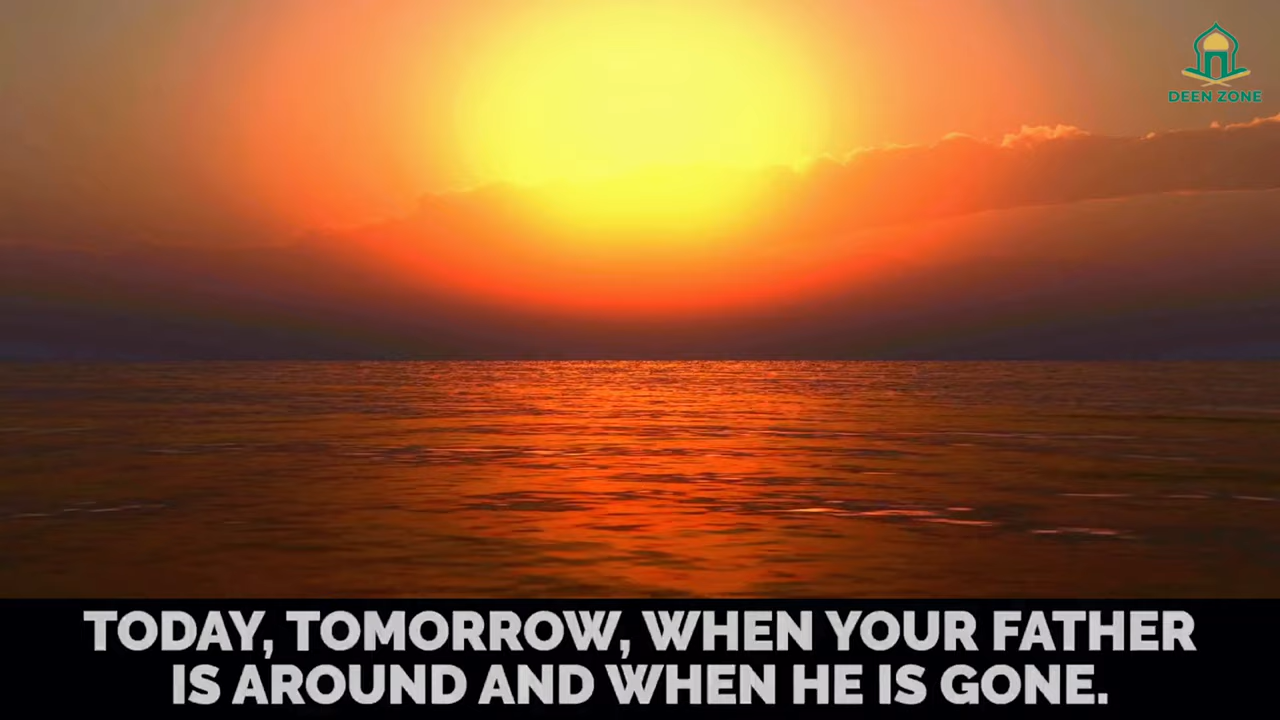 DEEN ZONE
TODAY, TOMORROW, WHEN YOUR FATHER
IS AROUND AND WHEN HE IS GONE.